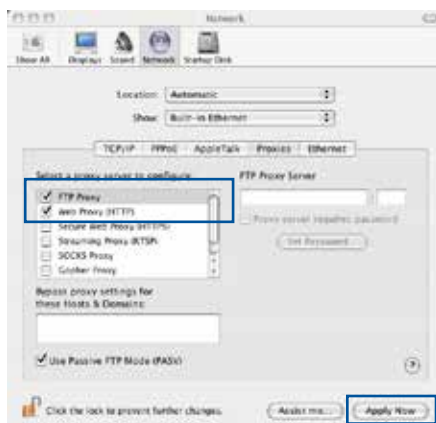 Network
Show All Displays Sound Network Startup Disk
Location: Automatic
Show: Built-in Ethernet
TCP/IP PPPoE AppleTalk Proxies Ethernet
Select a proxy server to configure
FTP Proxy Server
FTP Proxy
Web Proxy (HTTP)
Secure Web Proxy (HTTPS)
Streaming Proxy (RTSP)
SOCKS Proxy
Gopher Proxy
Proxy server requires password
Set Password...
Bypass proxy settings for
these Hosts & Domains:
Use Passive FTP Mode (PASV)
?
Click the lock to prevent further changes.
Assist me...
Apply Now